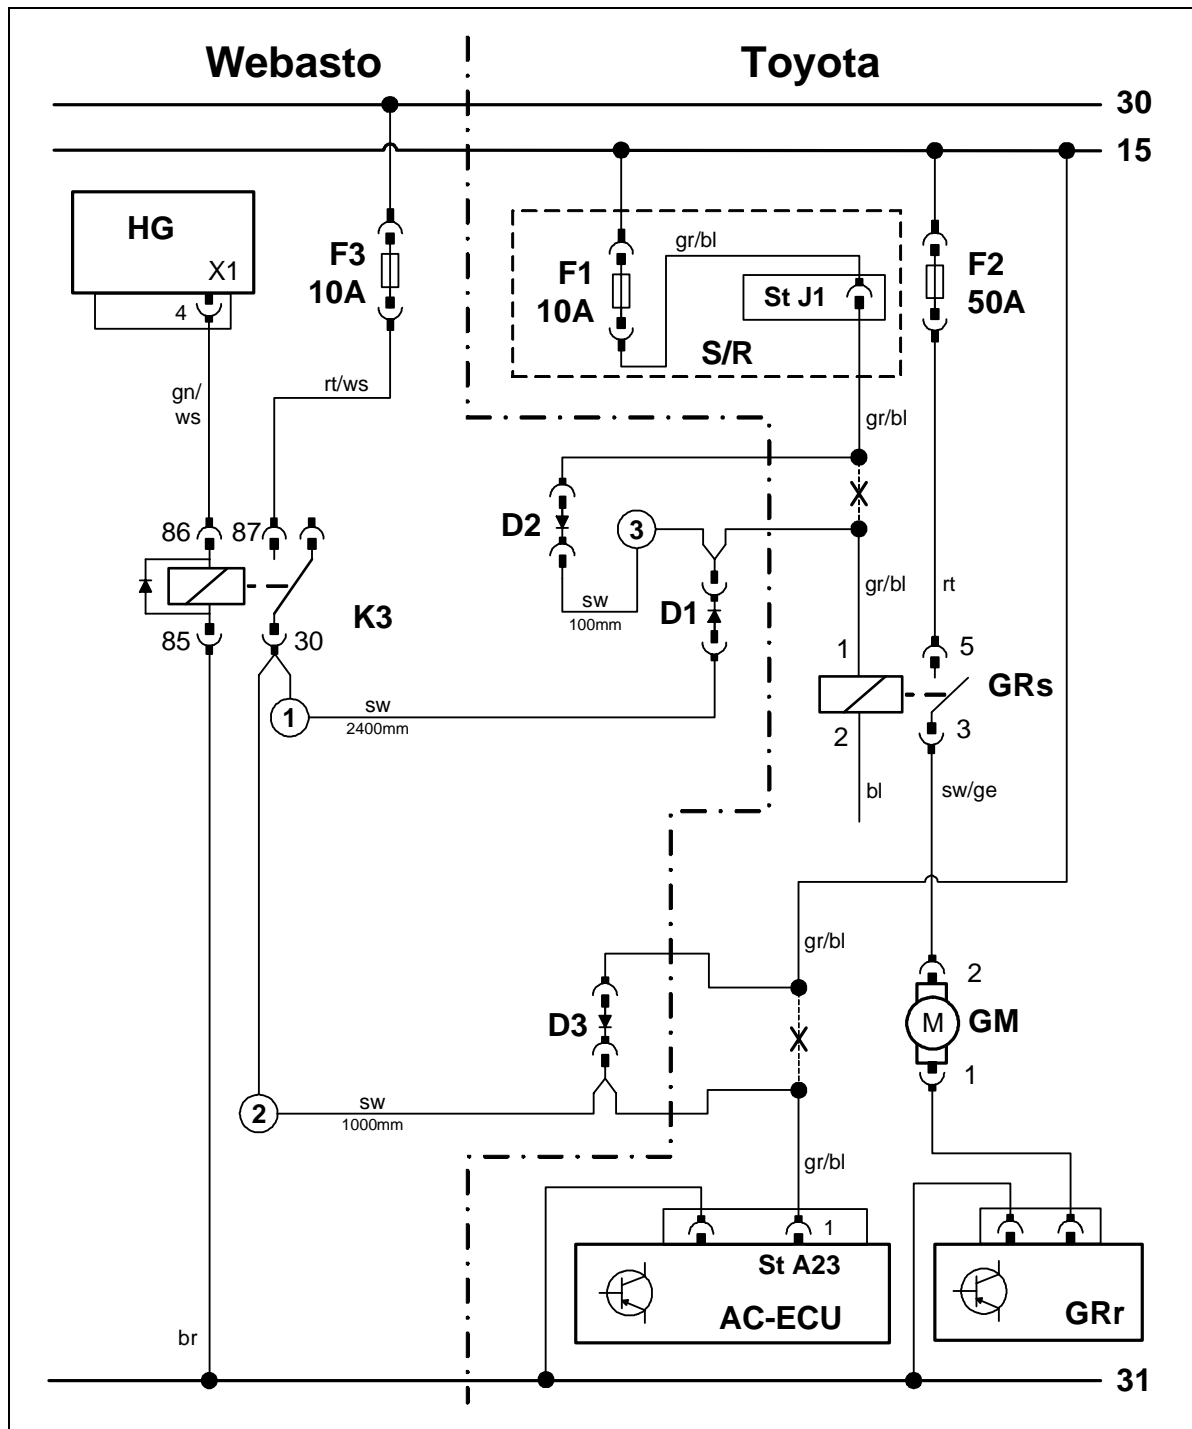 Webasto
Toyota
30
15
HG
X1
4
F3
10A
F1
10A
gr/bl
St J1
S/R
F2
50A
gn/
ws
rt/ws
gr/bl
D2
3
sw
100mm
D1
gr/bl
rt
86
87
K3
85
30
1
sw
2400mm
1
2
5
GRs
3
bl
sw/ge
gr/bl
D3
2
M
GM
1
2
sw
1000mm
gr/bl
1
St A23
AC-ECU
GRr
br
31